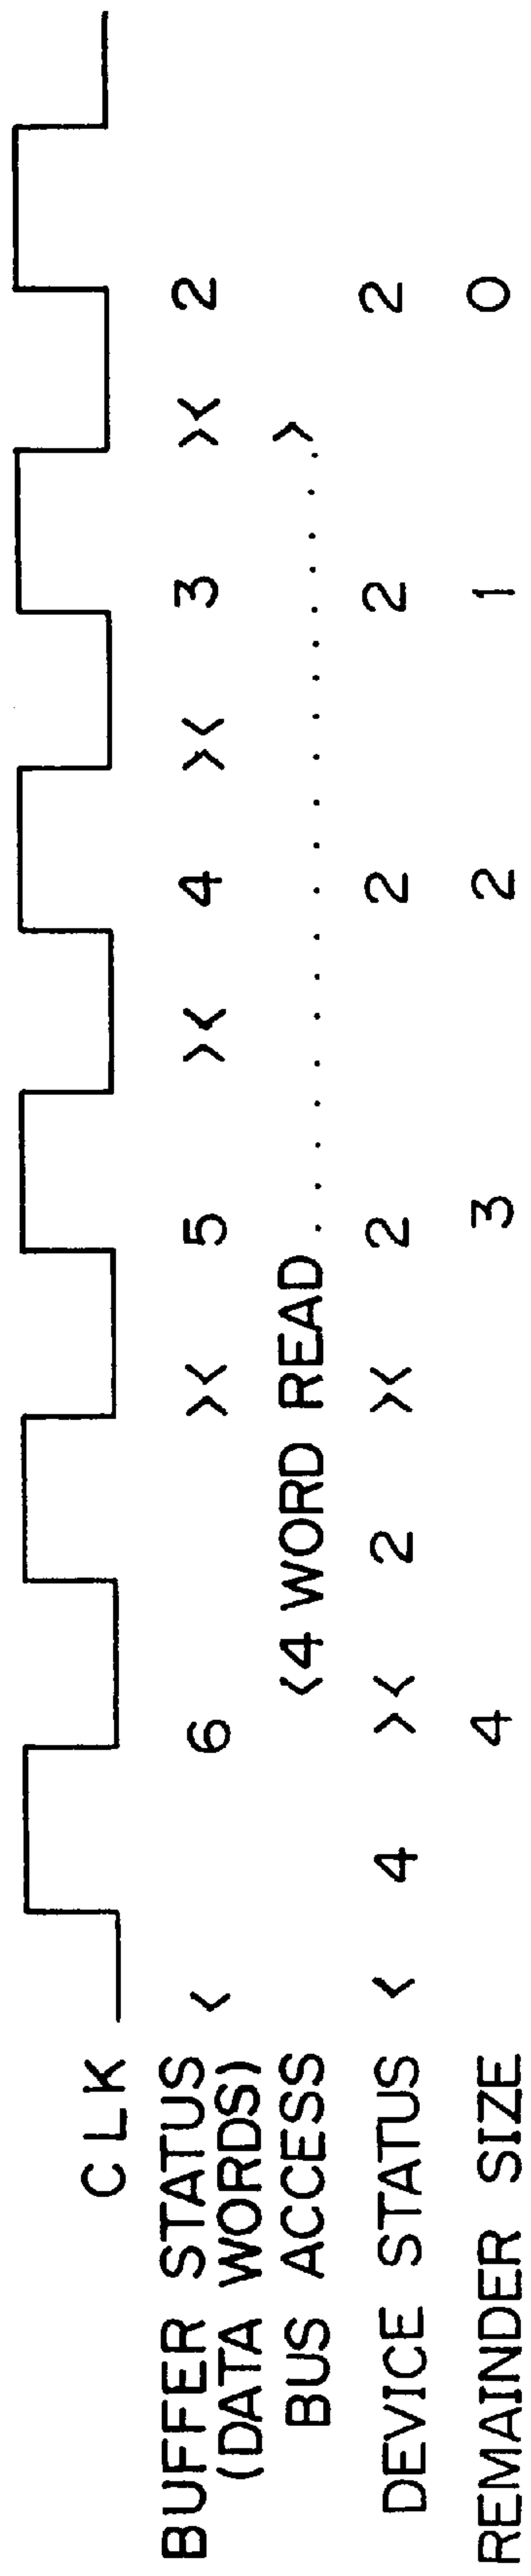 CLK
BUFFER STATUS < 6 >< 5 >< 4 >< 3 >< 2
(DATA WORDS)
BUS ACCESS <4 WORD READ....................>
DEVICE STATUS < 4 >< 2 >< 2 2 2 2
REMAINDER SIZE 4 3 2 1 0